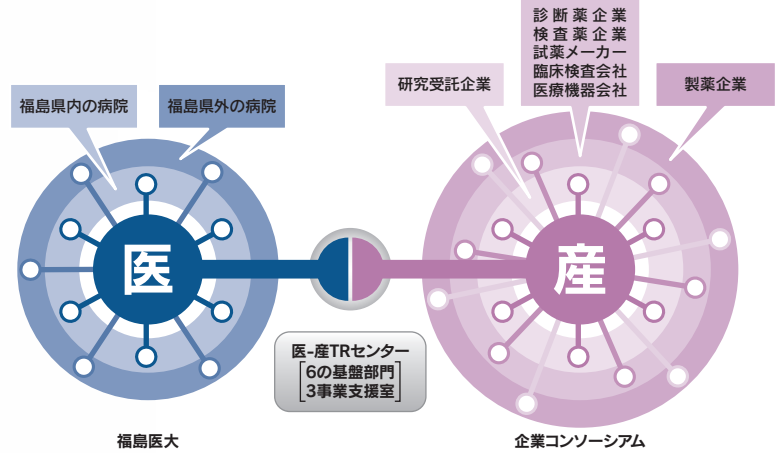 福島県内の病院
福島県外の病院
研究受託企業
診断薬企業
検査薬企業
試薬メーカー
臨床検査会社
医療機器会社
製薬企業
医
産
医-産TRセンター
6の基盤部門
3事業支援室
福島医大
企業コンソーシアム